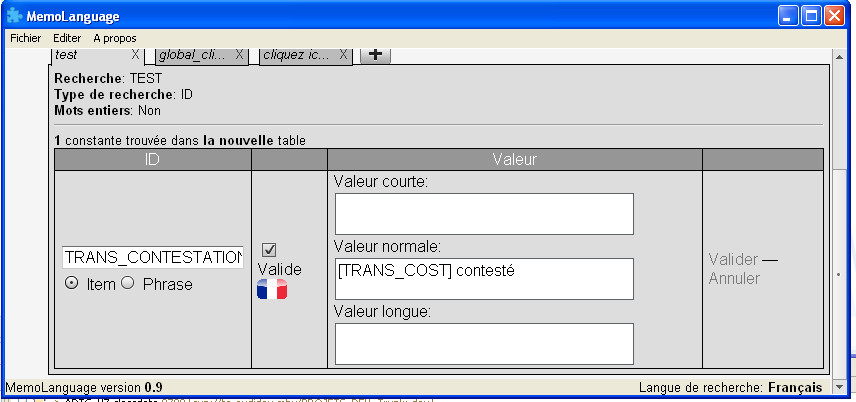 MemoLanguage
Fichier Editer A propos
test X global_cli... X cliquez ic... X +
Recherche: TEST
Type de recherche: ID
Mots entiers: Non
1 constante trouvée dans la nouvelle table
ID Valeur
Valeur courte:
TRANS_CONTESTATION
Item Phrase
Valide
Valeur normale:
[TRANS_COST] contesté
Valeur longue:
Valider —
Annuler
MemoLanguage version 0.9 Langue de recherche: Français